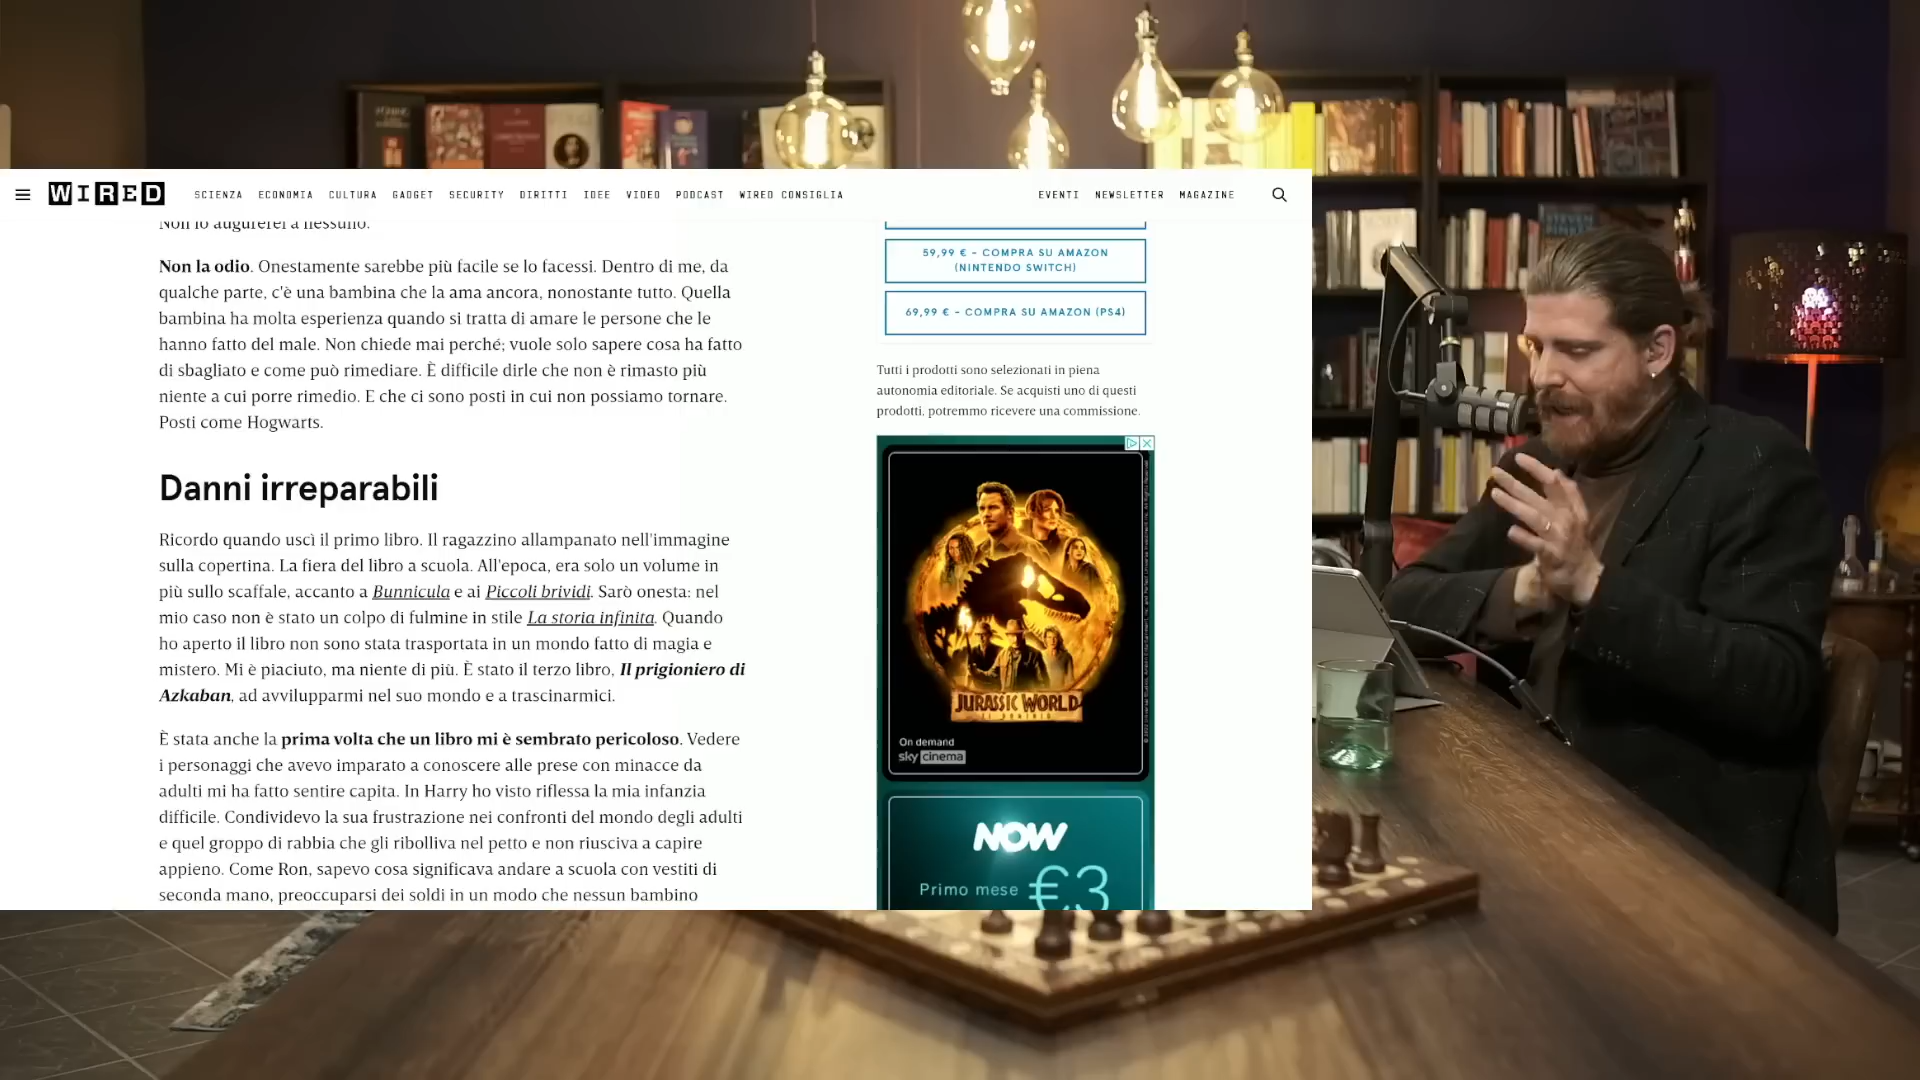 WIRED
SCIENZA ECONOMIA CULTURA GADGET SECURITY DIRITTI IDEE VIDEO PODCAST WIRED CONSIGLIA
EVENTI NEWSLETTER MAGAZINE
Non lo augurerei a nessuno.
Non la odio. Onestamente sarebbe più facile se lo facessi. Dentro di me, da
qualche parte, c'è una bambina che la ama ancora, nonostante tutto. Quella
bambina ha molta esperienza quando si tratta di amare le persone che le
hanno fatto del male. Non chiede mai perché; vuole solo sapere cosa ha fatto
di sbagliato e come può rimediare. È difficile dirle che non è rimasto più
niente a cui porre rimedio. E che ci sono posti in cui non possiamo tornare.
Posti come Hogwarts.
Danni irreparabili
Ricordo quando uscì il primo libro. Il ragazzino allampanato nell'immagine
sulla copertina. La fiera del libro a scuola. All'epoca, era solo un volume in
più sullo scaffale, accanto a Bunnicula e ai Piccoli brividi. Sarò onesta: nel
mio caso non è stato un colpo di fulmine in stile La storia infinita. Quando
ho aperto il libro non sono stata trasportata in un mondo fatto di magia e
mistero. Mi è piaciuto, ma niente di più. È stato il terzo libro, Il prigioniero di
Azkaban, ad avvilupparmi nel suo mondo e a trascinarmici.
È stata anche la prima volta che un libro mi è sembrato pericoloso. Vedere
i personaggi che avevo imparato a conoscere alle prese con minacce da
adulti mi ha fatto sentire capita. In Harry ho visto riflessa la mia infanzia
difficile. Condividevo la sua frustrazione nei confronti del mondo degli adulti
e quel groppo di rabbia che gli ribolliva nel petto e non riusciva a capire
appieno. Come Ron, sapevo cosa significava andare a scuola con vestiti di
seconda mano, preoccuparsi dei soldi in un modo che nessun bambino
59,99 € - COMPRA SU AMAZON
(NINTENDO SWITCH)
69,99 € - COMPRA SU AMAZON (PS4)
Tutti i prodotti sono selezionati in piena
autonomia editoriale. Se acquisti uno di questi
prodotti, potremmo ricevere una commissione.
JURASSIC WORLD
IL DOMINIO
On demand
sky cinema
NOW
Primo mese €3